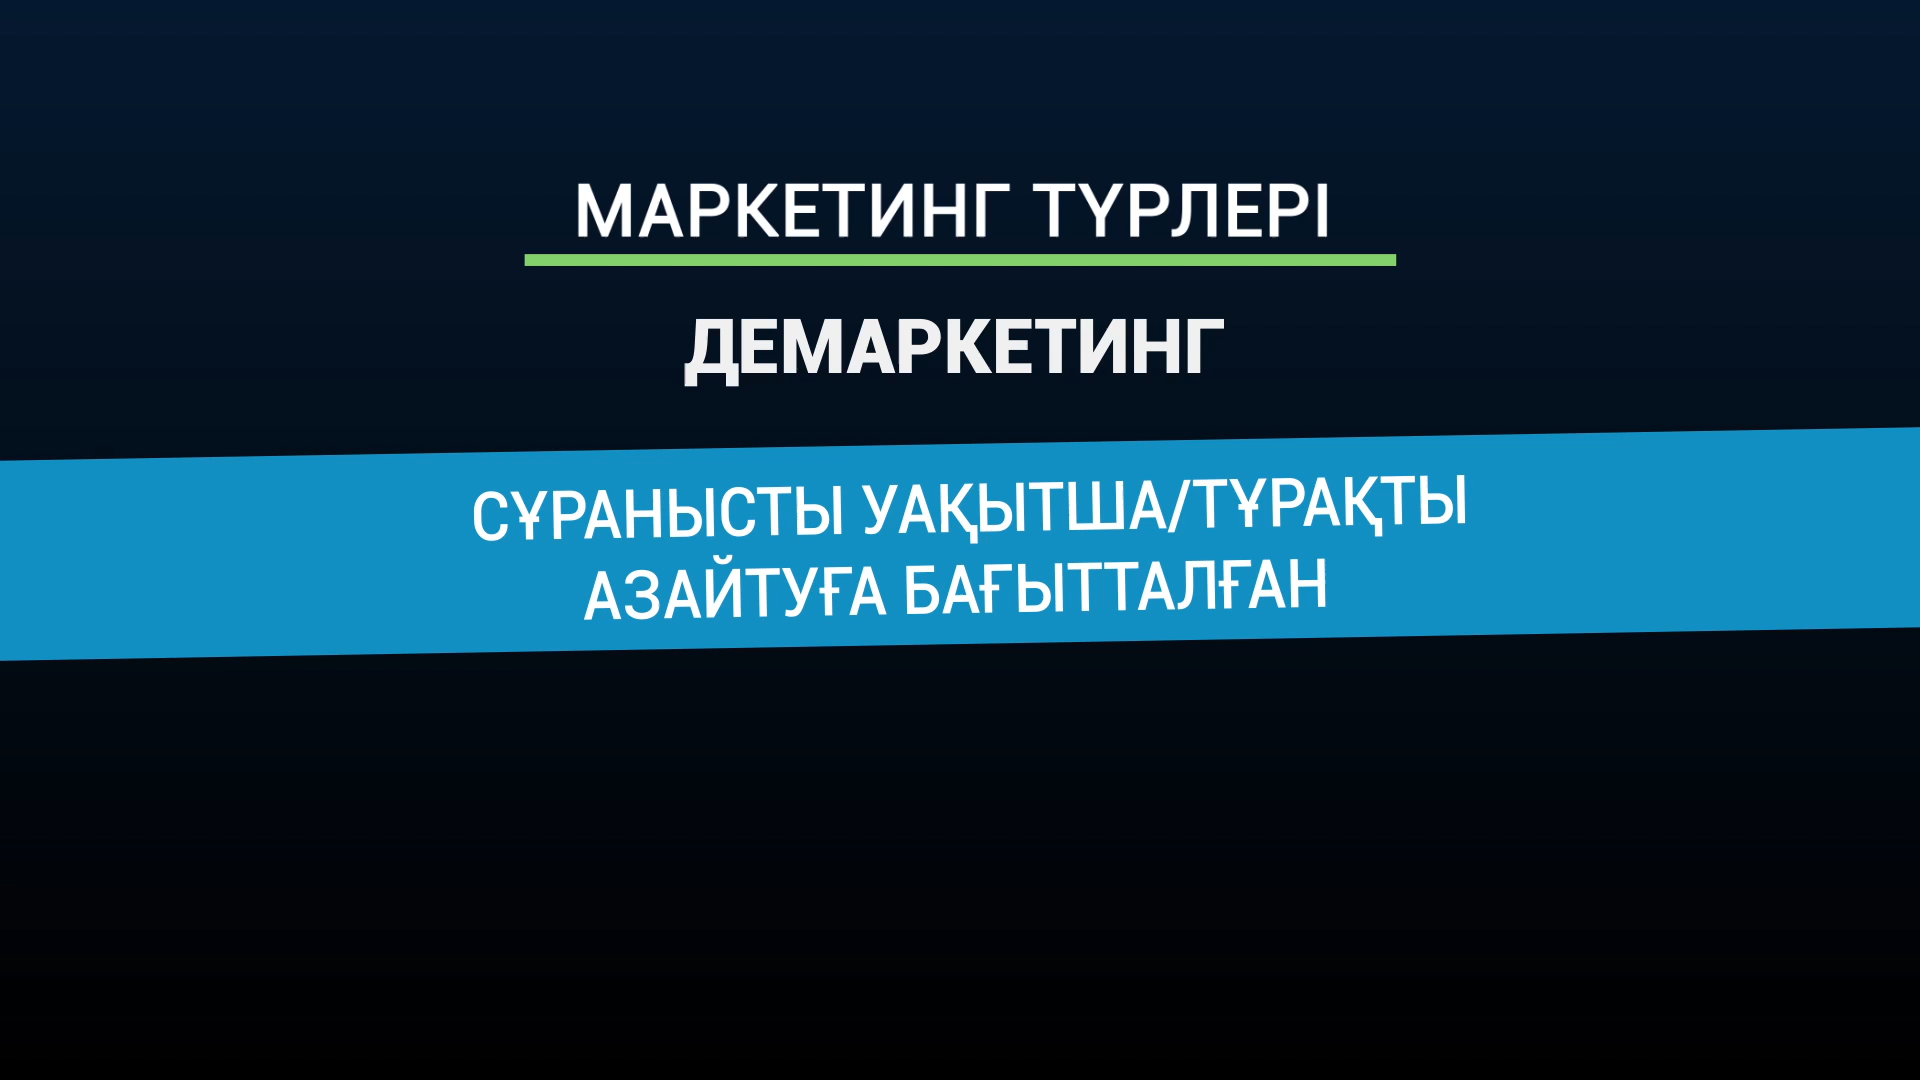 МАРКЕТИНГ ТҮРЛЕРІ
ДЕМАРКЕТИНГ
СҰРАНЫСТЫ УАҚЫТША/ТҰРАҚТЫ
АЗАЙТУҒА БАҒЫТТАЛҒАН